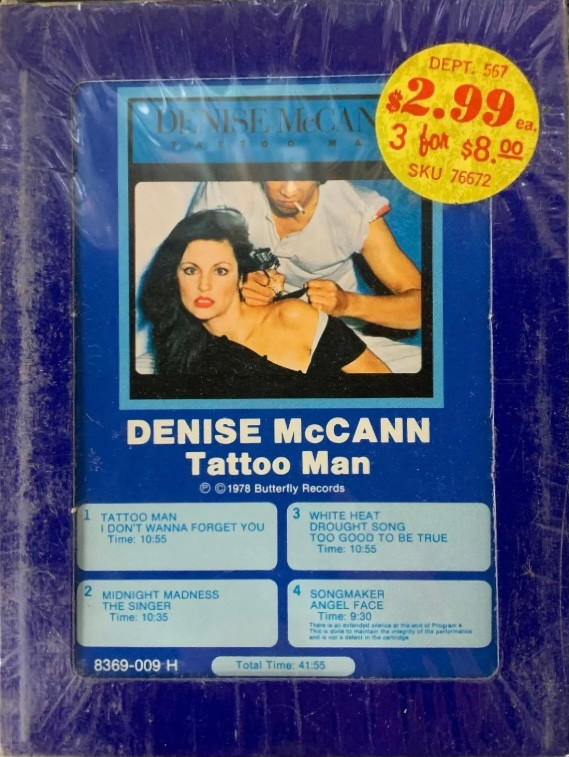 DEPT. 567
$2.99 ea.
3 for $8.00
SKU 76672
DENISE McCAN
TATTOO MA
DENISE McCANN
Tattoo Man
℗ ©1978 Butterfly Records
1 TATTOO MAN
I DON'T WANNA FORGET YOU
Time: 10:55
2 MIDNIGHT MADNESS
THE SINGER
Time: 10:35
3 WHITE HEAT
DROUGHT SONG
TOO GOOD TO BE TRUE
Time: 10:55
4 SONGMAKER
ANGEL FACE
Time: 9:30
There is an extended silence at the end of Program 4
This is done to maintain the integrity of the performance
and is not a defect in the cartridge.
8369-009 H
Total Time: 41:55